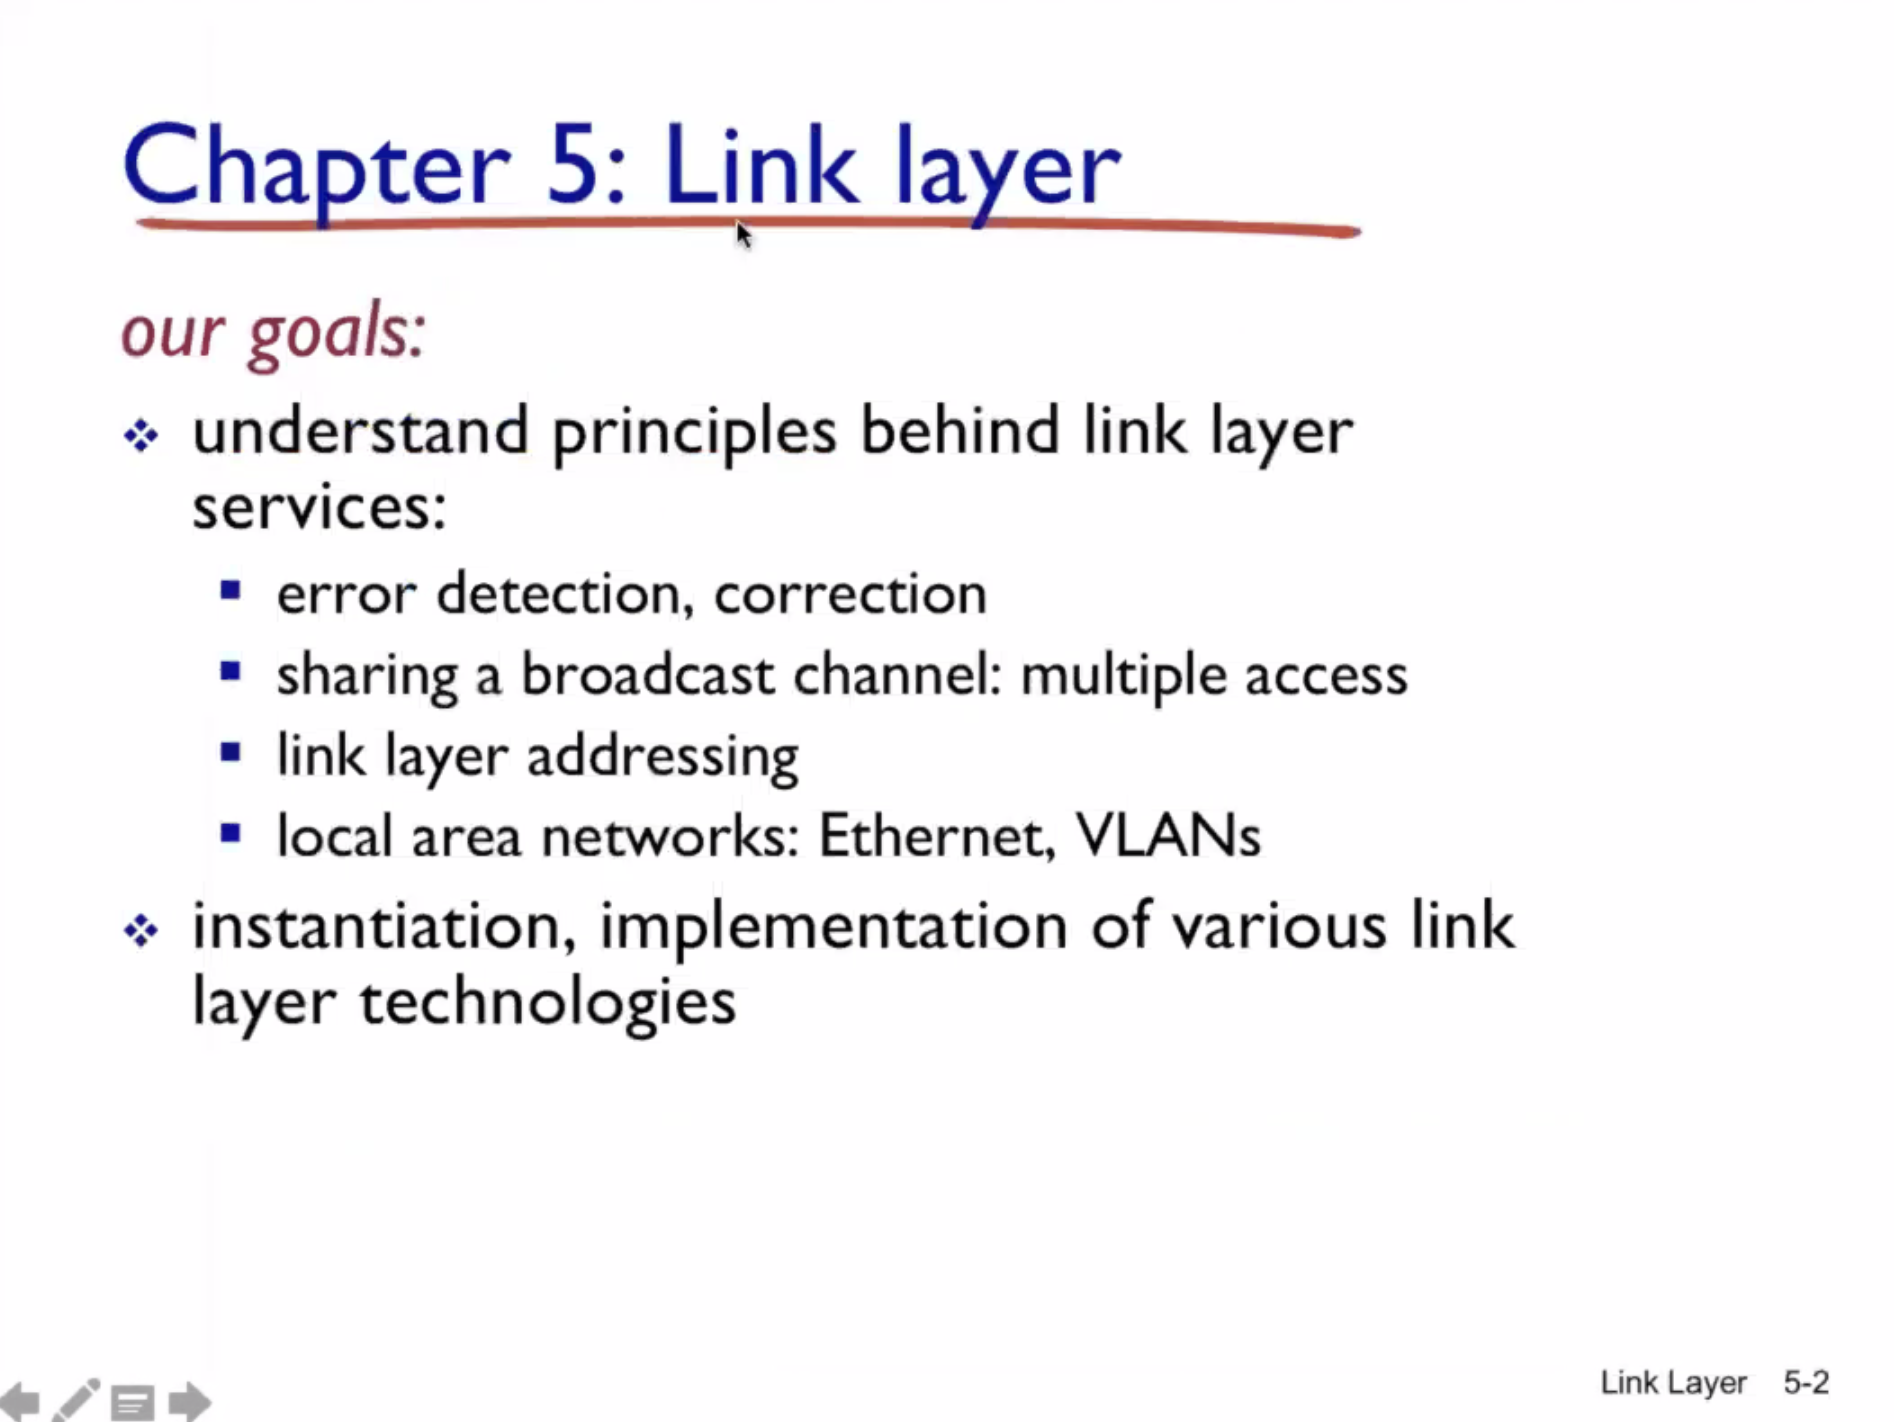 Chapter 5: Link layer
our goals:
understand principles behind link layer
services:
error detection, correction
sharing a broadcast channel: multiple access
link layer addressing
local area networks: Ethernet, VLANs
instantiation, implementation of various link
layer technologies
Link Layer 5-2